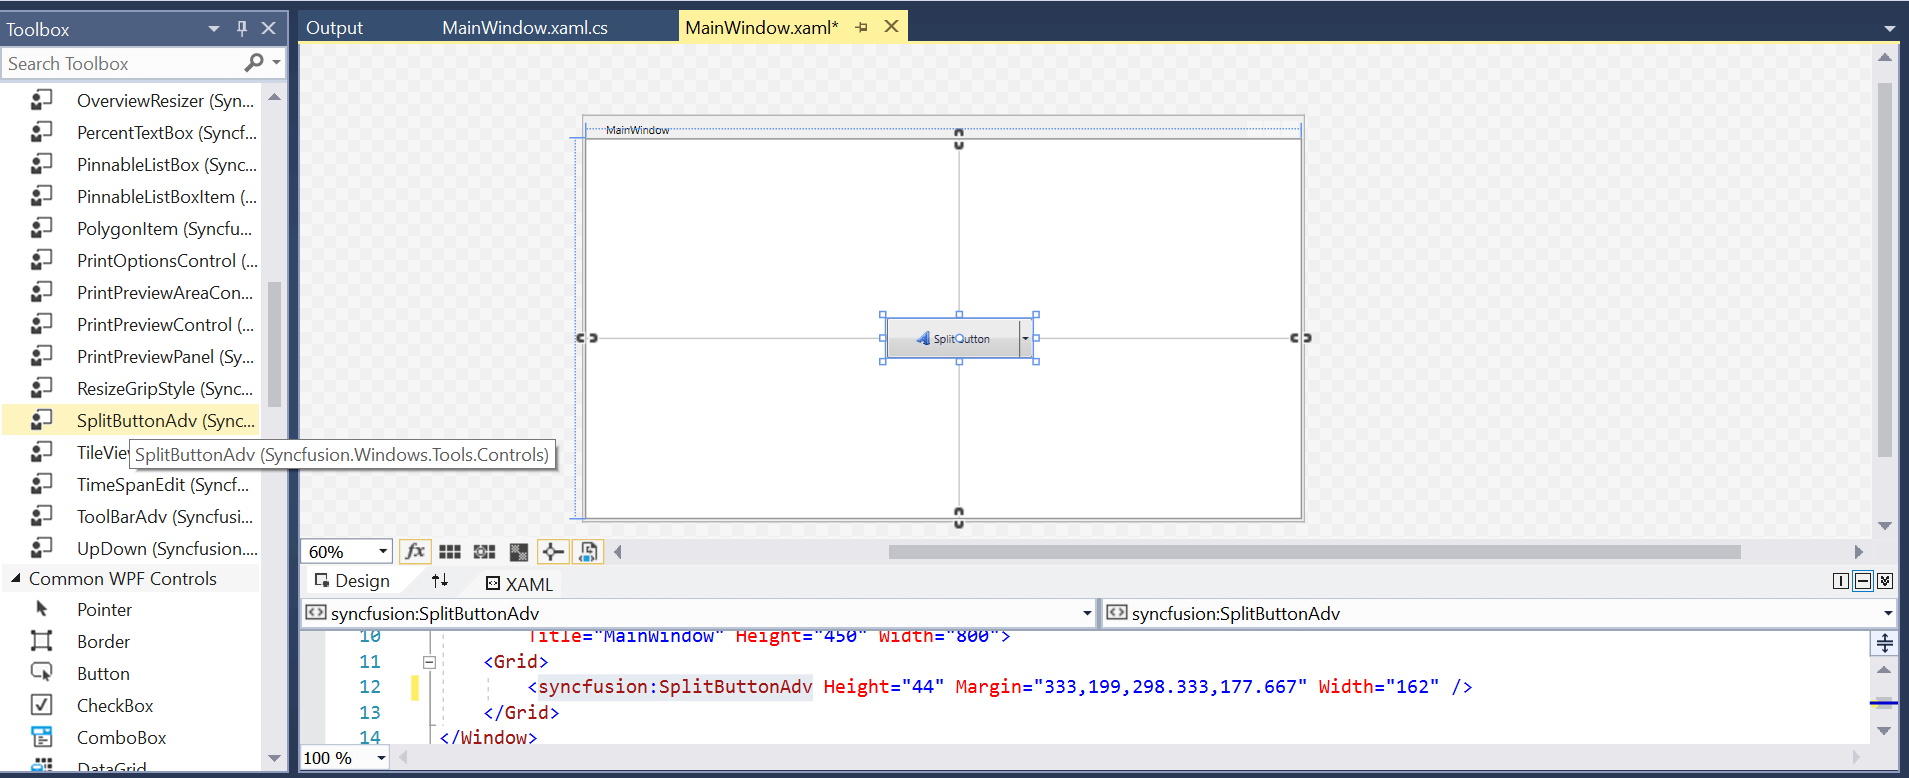 Toolbox
Output
MainWindow.xaml.cs
MainWindow.xaml*
Search Toolbox
OverviewResizer (Syn...
PercentTextBox (Syncf...
PinnableListBox (Sync...
PinnableListBoxItem (...
PolygonItem (Syncfu...
PrintOptionsControl (...
PrintPreviewAreaCon...
PrintPreviewControl (...
PrintPreviewPanel (Sy...
ResizeGripStyle (Sync...
SplitButtonAdv (Sync...
TileView
SplitButtonAdv (Syncfusion.Windows.Tools.Controls)
TimeSpanEdit (Syncf...
ToolBarAdv (Syncfusi...
UpDown (Syncfusion....
Common WPF Controls
Pointer
Border
Button
CheckBox
ComboBox
DataGrid
MainWindow
SplitButton
60%
fx
Design
XAML
syncfusion:SplitButtonAdv
syncfusion:SplitButtonAdv
10 Title="MainWindow" Height="450" Width="800">
11 <Grid>
12 <syncfusion:SplitButtonAdv Height="44" Margin="333,199,298.333,177.667" Width="162" />
13 </Grid>
14 </Window>
100 %